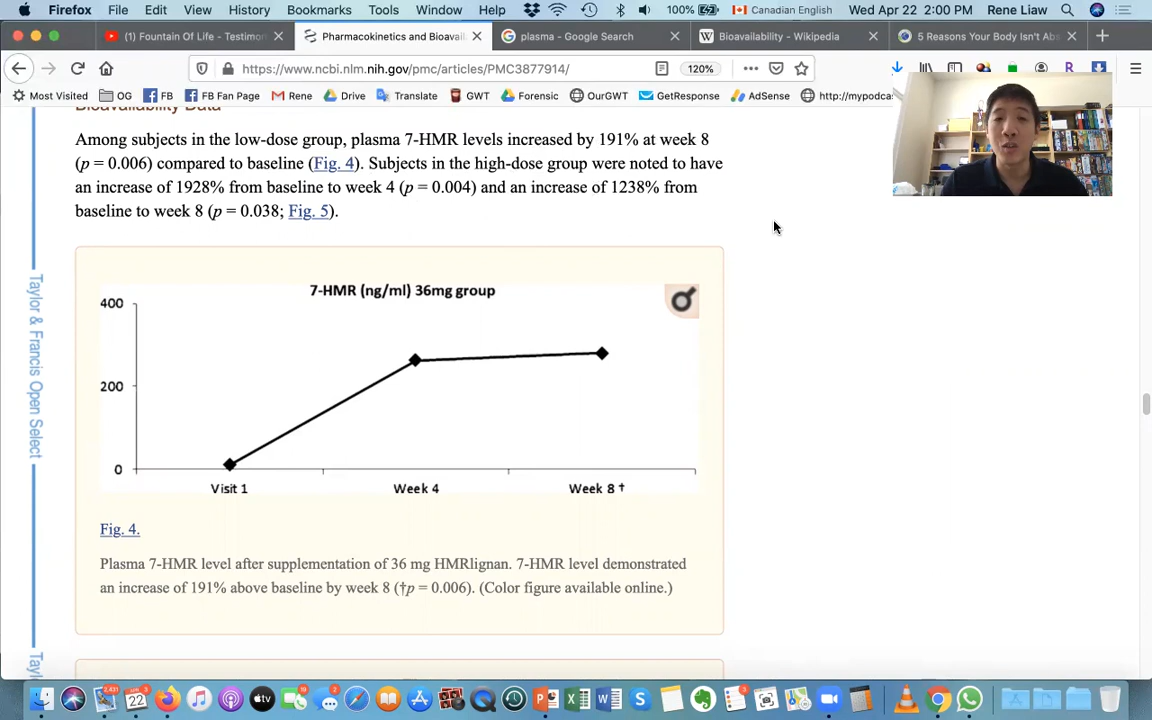 Firefox File Edit View History Bookmarks Tools Window Help 100% Canadian English Wed Apr 22 2:00 PM Rene Liaw
(1) Fountain Of Life - Testimon Pharmacokinetics and Bioavai plasma - Google Search Bioavailability - Wikipedia 5 Reasons Your Body Isn't Abs
https://www.ncbi.nlm.nih.gov/pmc/articles/PMC3877914/ 120%
Most Visited OG FB FB Fan Page Rene Drive Translate GWT Forensic OurGWT GetResponse AdSense http://mypodca
Bioavailability Data
Among subjects in the low-dose group, plasma 7-HMR levels increased by 191% at week 8
(p = 0.006) compared to baseline (Fig. 4). Subjects in the high-dose group were noted to have
an increase of 1928% from baseline to week 4 (p = 0.004) and an increase of 1238% from
baseline to week 8 (p = 0.038; Fig. 5).
Taylor & Francis Open Select
7-HMR (ng/ml) 36mg group
400
200
0
Visit 1 Week 4 Week 8 †
Fig. 4.
Plasma 7-HMR level after supplementation of 36 mg HMRlignan. 7-HMR level demonstrated
an increase of 191% above baseline by week 8 (†p = 0.006). (Color figure available online.)
Tayl